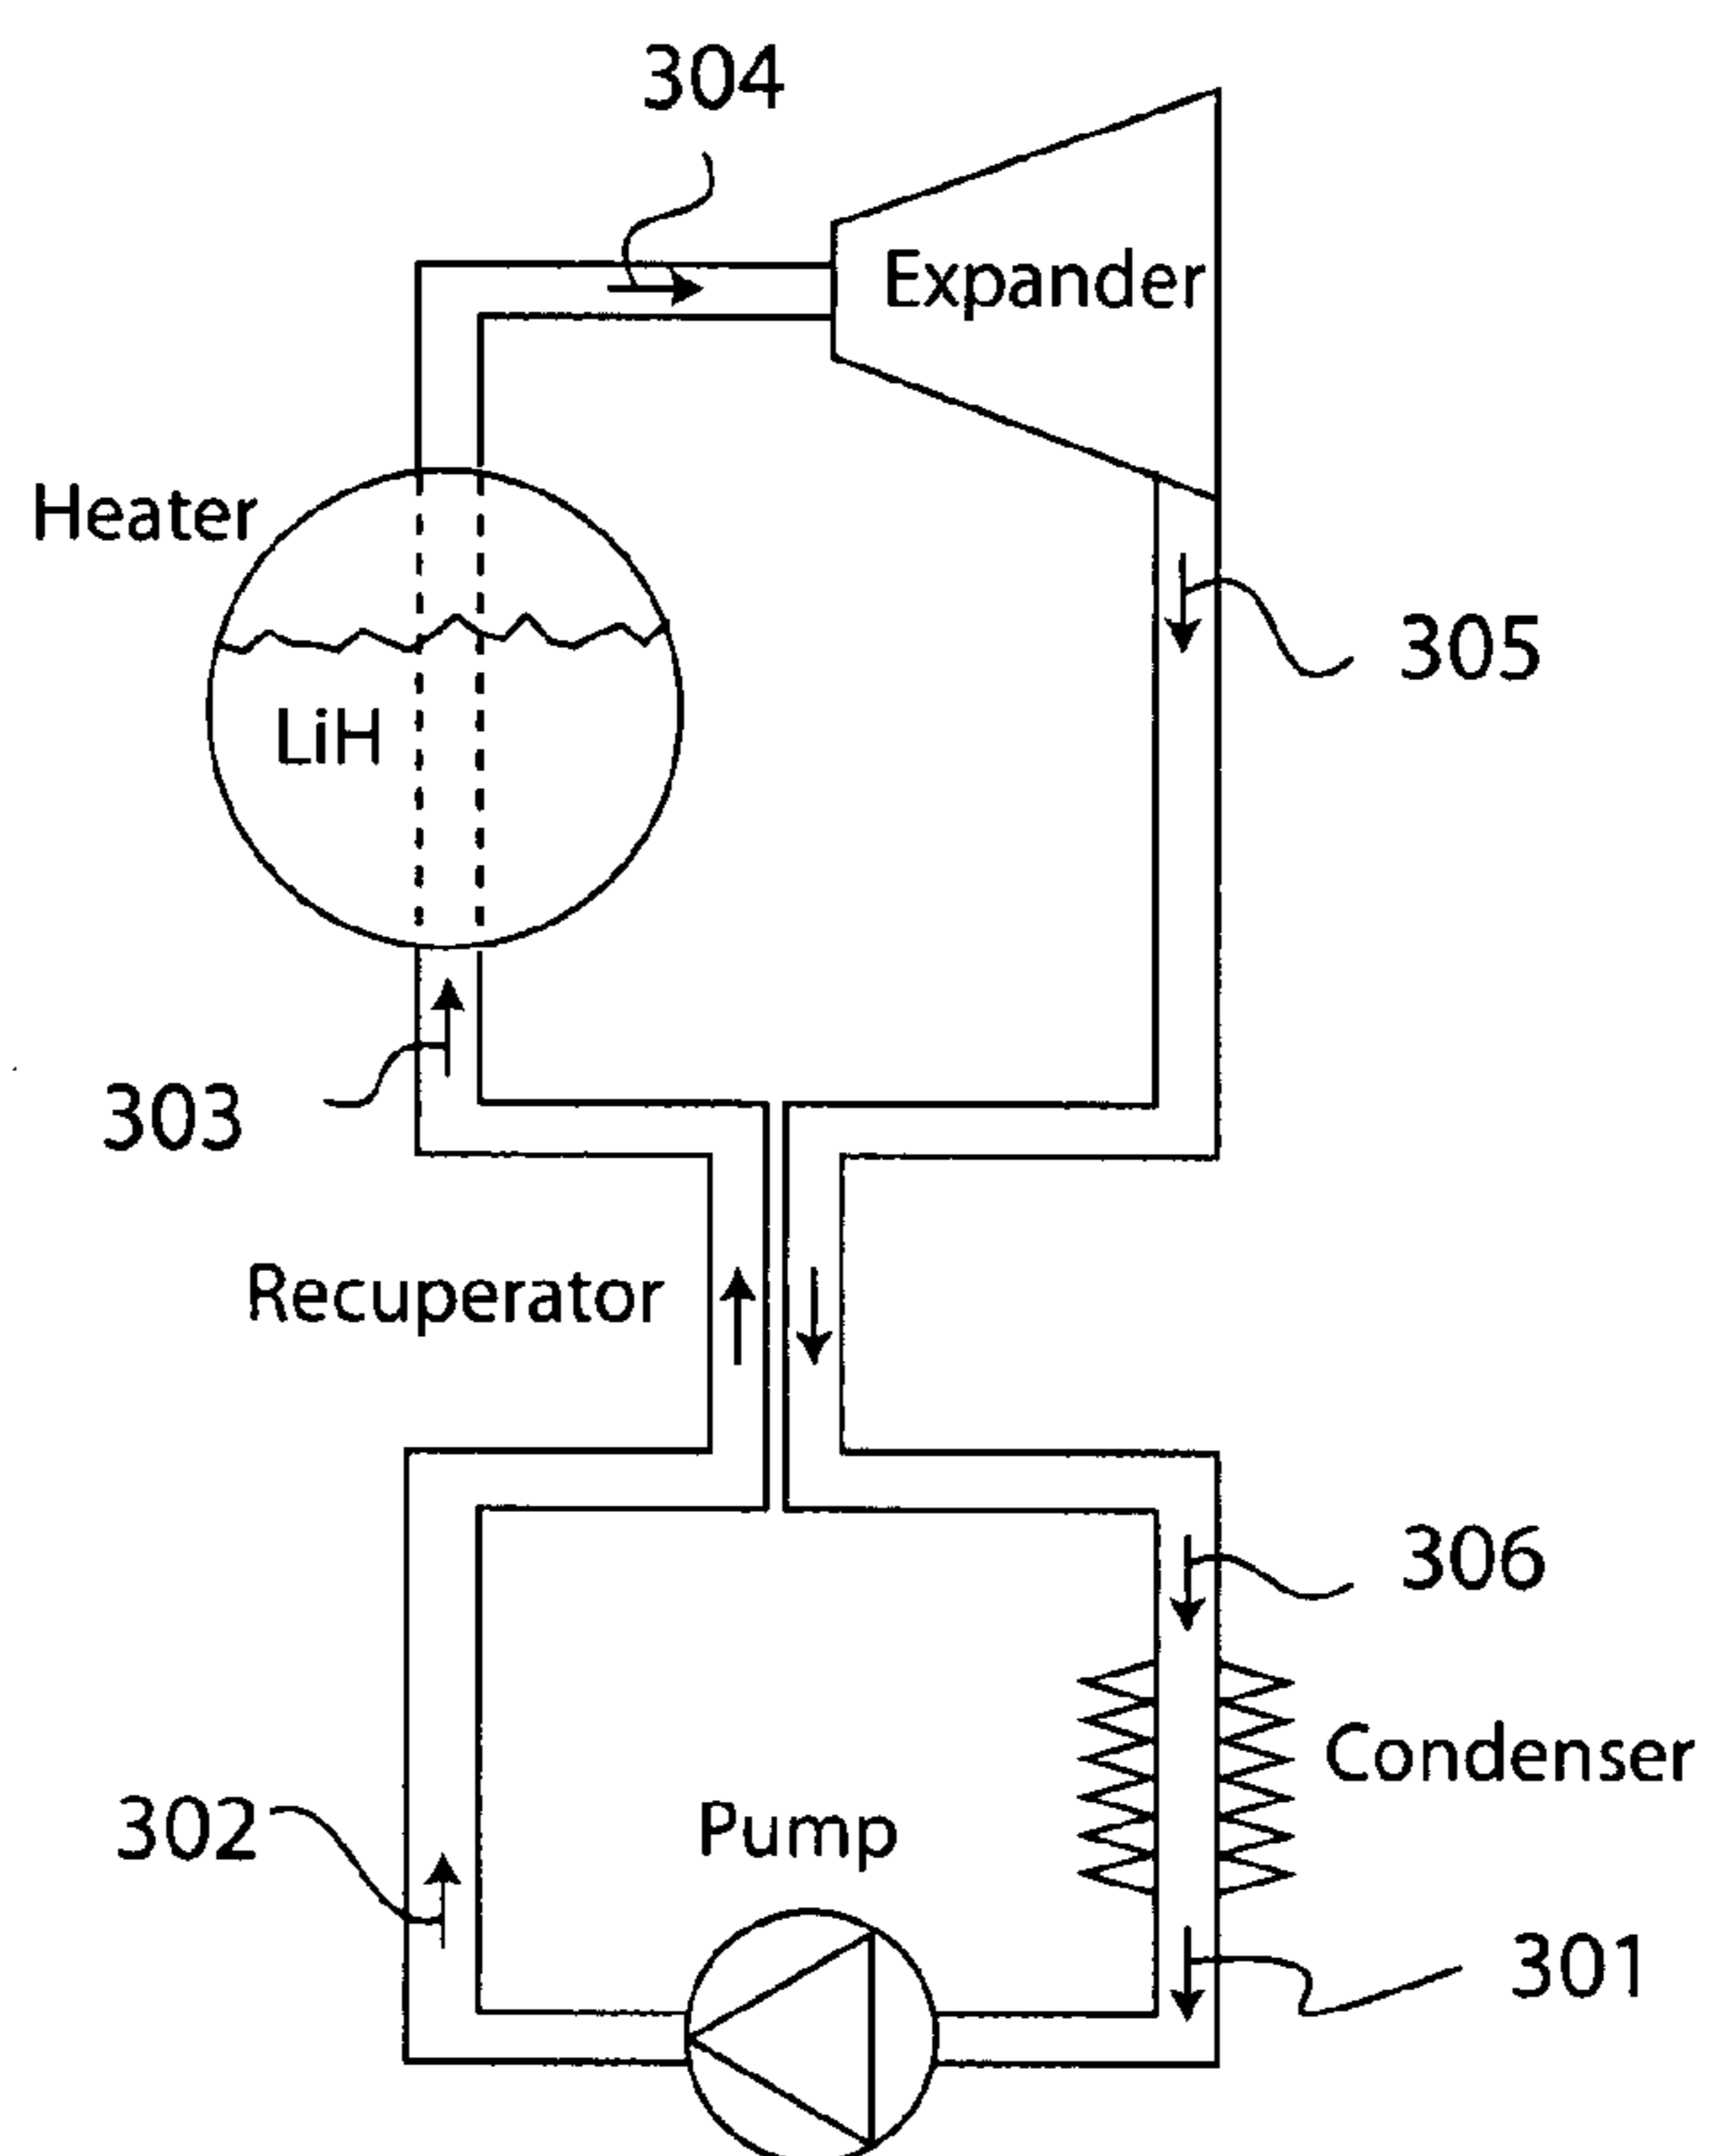 304
Expander
Heater
305
LiH
303
Recuperator
306
Condenser
302
Pump
301